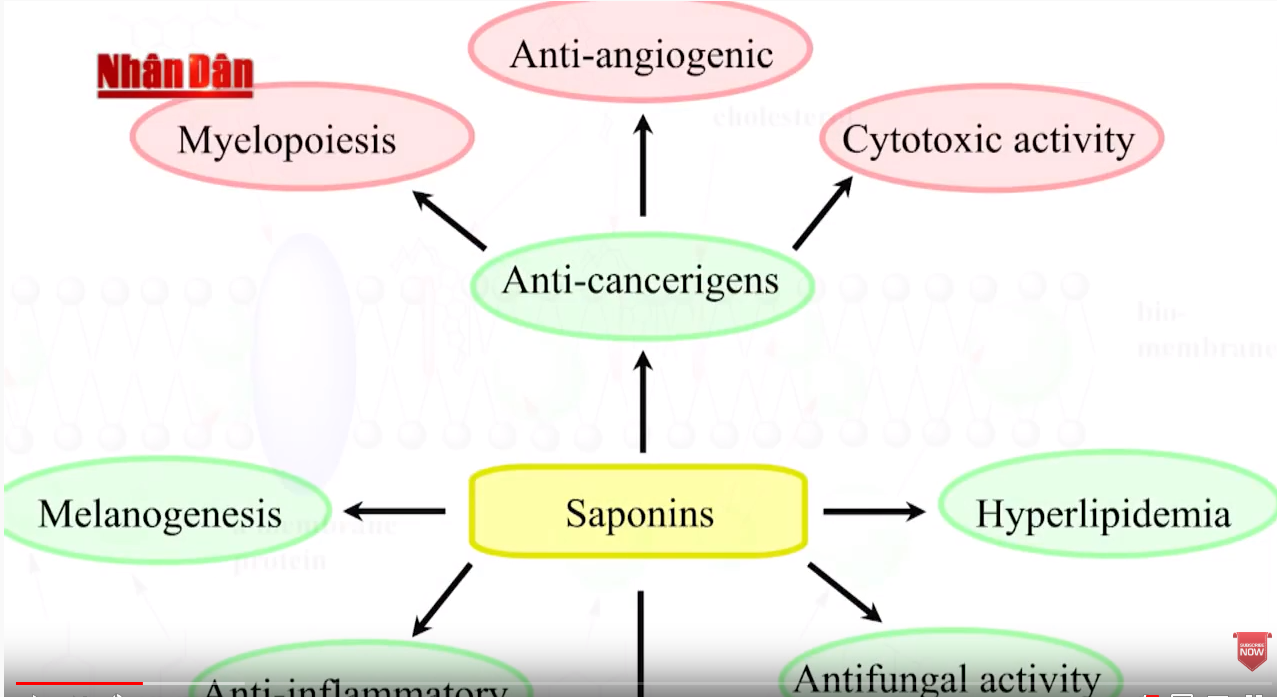 Anti-angiogenic
Nhân Dân
Myelopoiesis
cholesterol
Cytotoxic activity
Anti-cancerigens
bio-
membrane
Melanogenesis
Saponins
Hyperlipidemia
membrane
protein
SUBSCRIBE
NOW
Anti-inflammatory
Antifungal activity